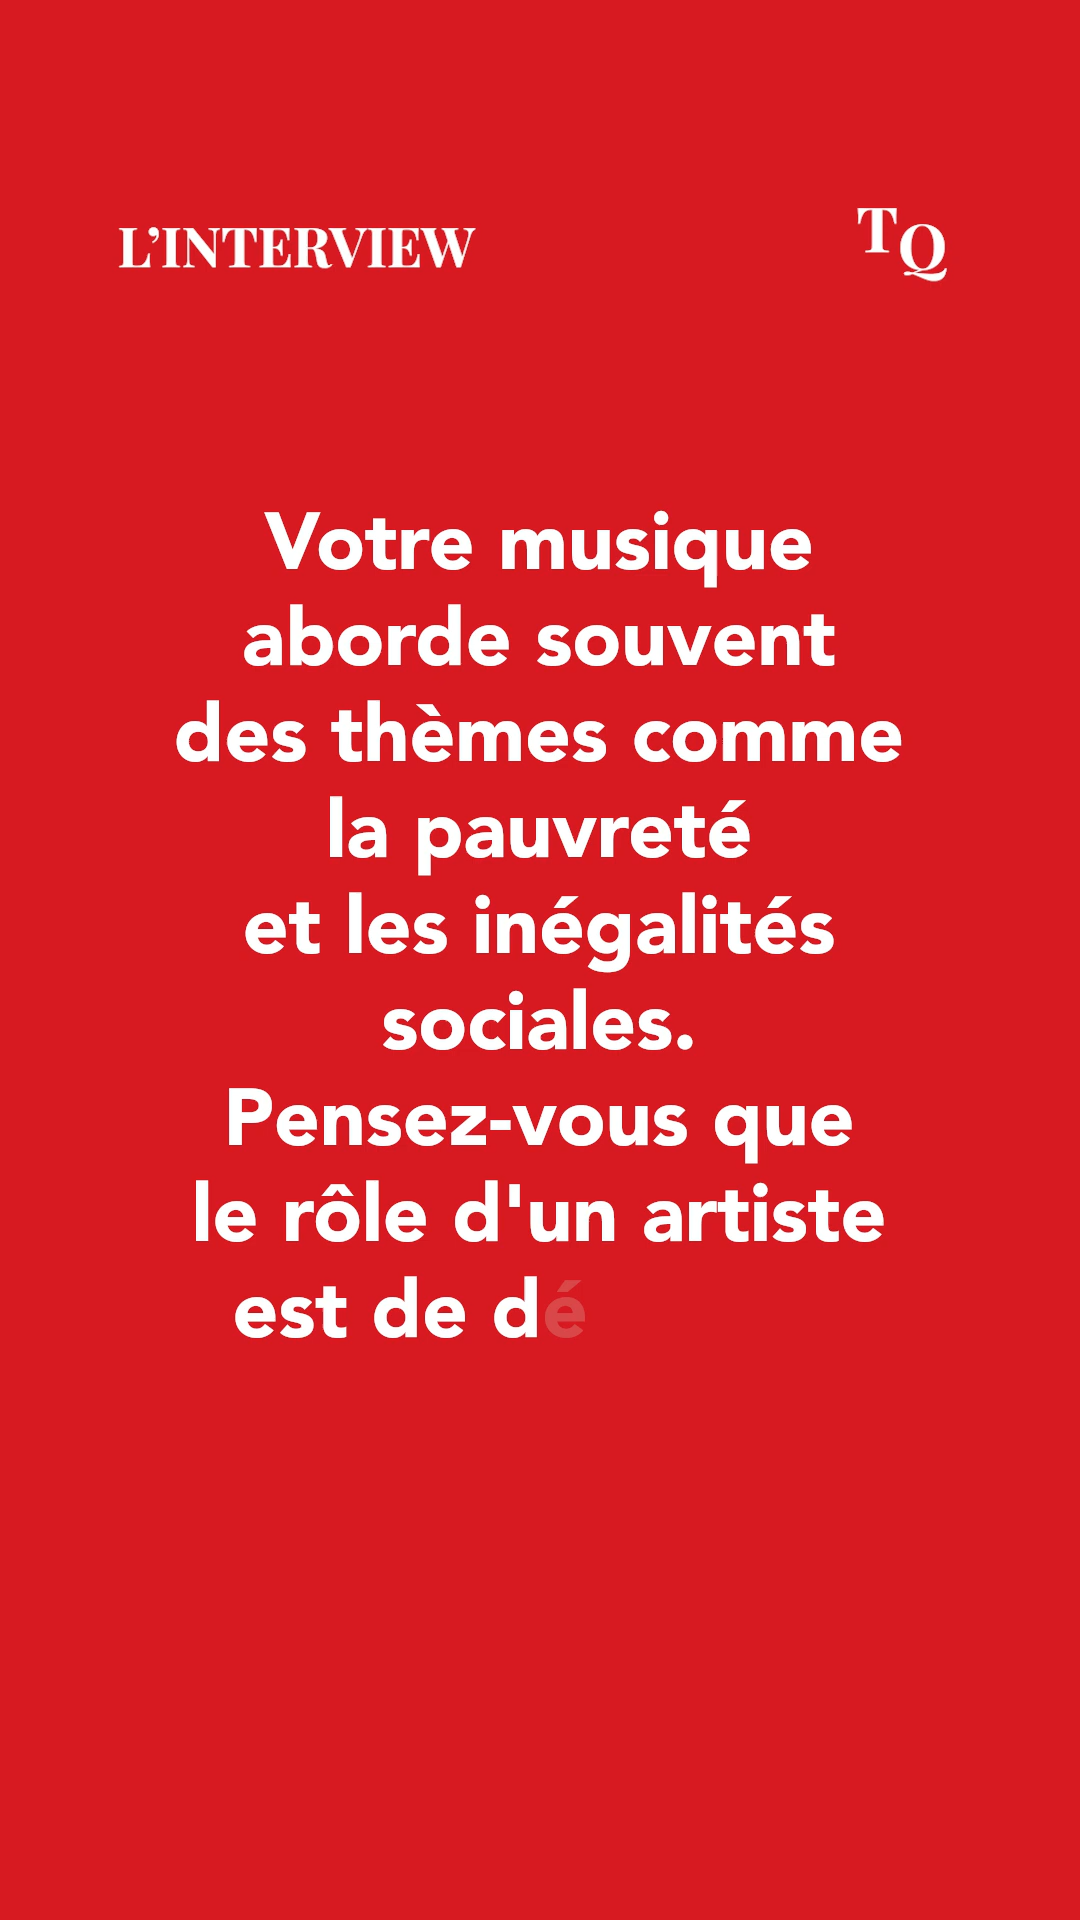 L'INTERVIEW
TQ
Votre musique
aborde souvent
des thèmes comme
la pauvreté
et les inégalités
sociales.
Pensez-vous que
le rôle d'un artiste
est de dé